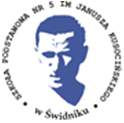 SZKOŁA PODSTAWOWA NR 5 IM JANUSZA KUSOCIŃSKIEGO
w Świdniku